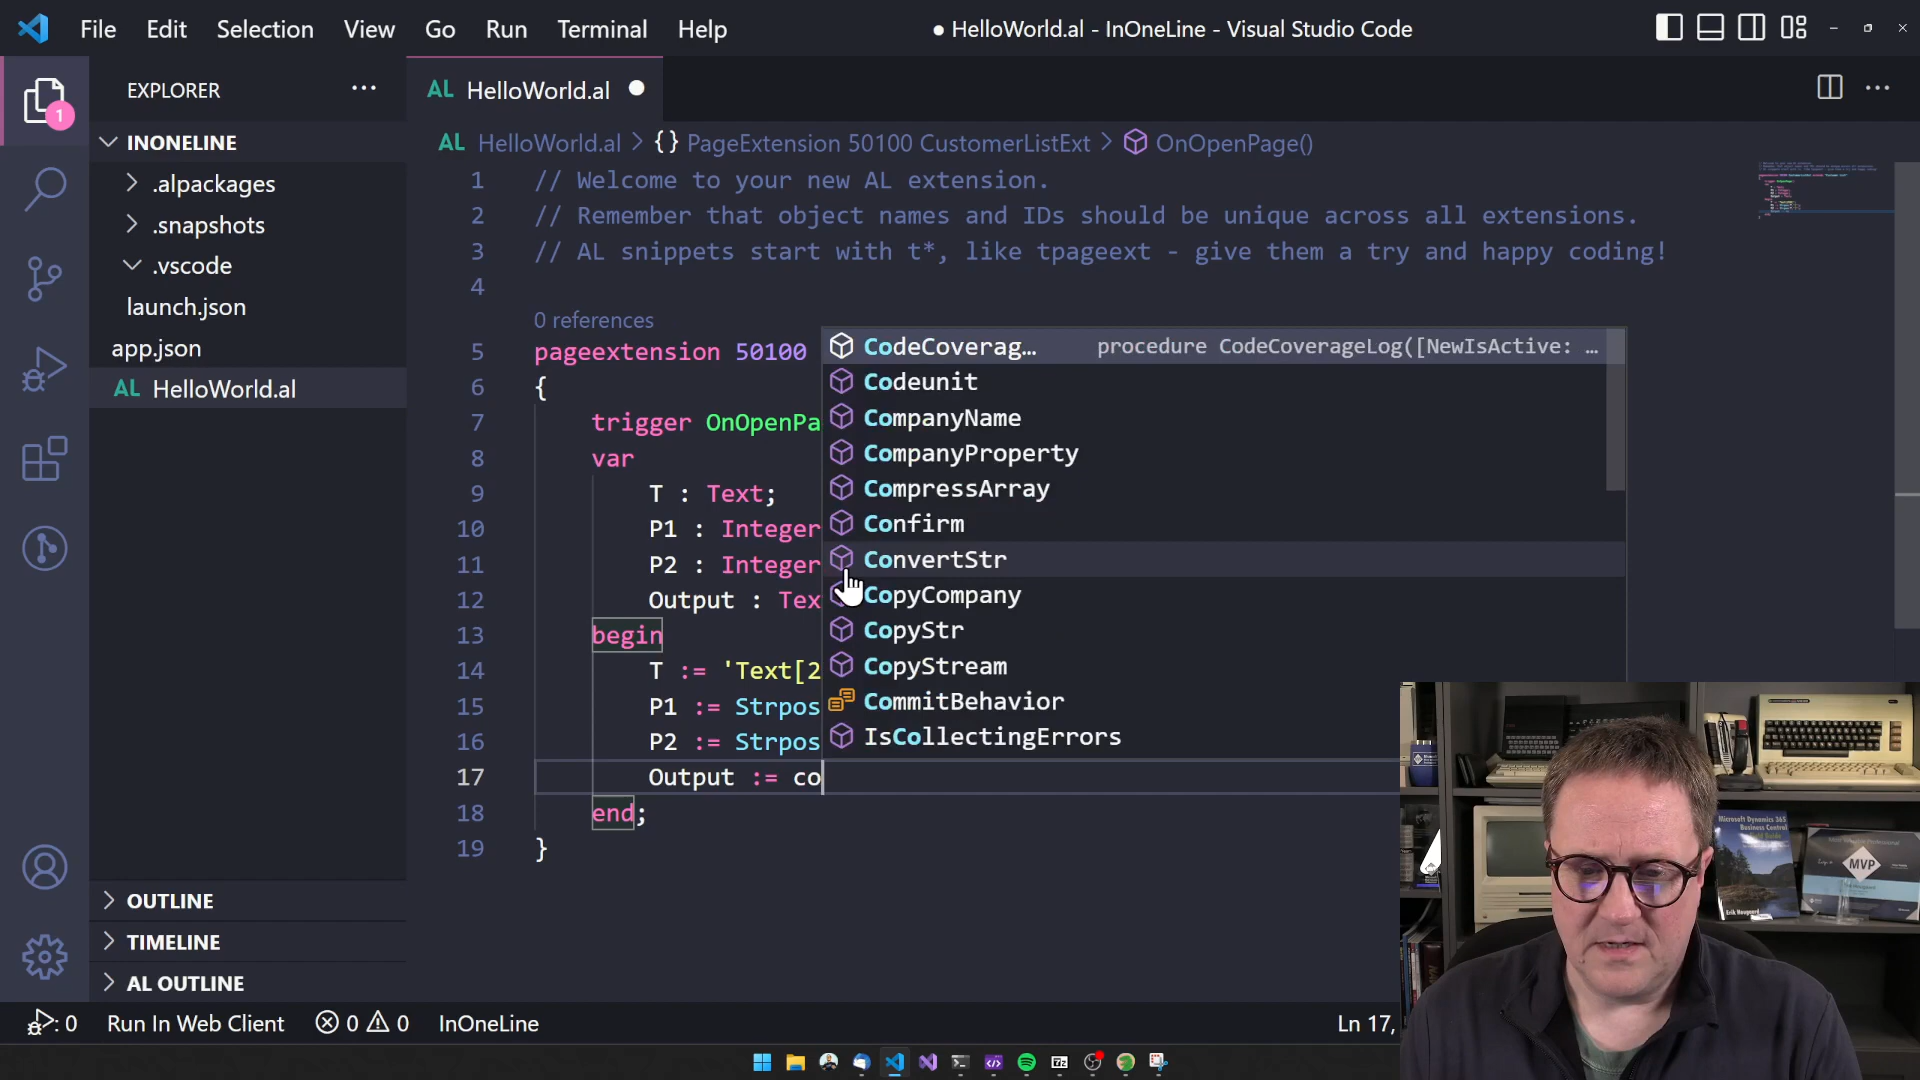 File Edit Selection View Go Run Terminal Help
● HelloWorld.al - InOneLine - Visual Studio Code
1
EXPLORER
INONELINE
.alpackages
.snapshots
.vscode
launch.json
app.json
AL HelloWorld.al
OUTLINE
TIMELINE
AL OUTLINE
AL HelloWorld.al
AL HelloWorld.al > {} PageExtension 50100 CustomerListExt > OnOpenPage()
1 // Welcome to your new AL extension.
2 // Remember that object names and IDs should be unique across all extensions.
3 // AL snippets start with t*, like tpageext - give them a try and happy coding!
4
0 references
5 pageextension 50100
6 {
7 trigger OnOpenPa
8 var
9 T : Text;
10 P1 : Integer
11 P2 : Integer
12 Output : Tex
13 begin
14 T := 'Text[2
15 P1 := Strpos
16 P2 := Strpos
17 Output := co
18 end;
19 }
CodeCoverag… procedure CodeCoverageLog([NewIsActive: …
Codeunit
CompanyName
CompanyProperty
CompressArray
Confirm
ConvertStr
CopyCompany
CopyStr
CopyStream
CommitBehavior
IsCollectingErrors
Microsoft Dynamics 365
Business Control
MVP
: 0 Run In Web Client 0 0 InOneLine
Ln 17,